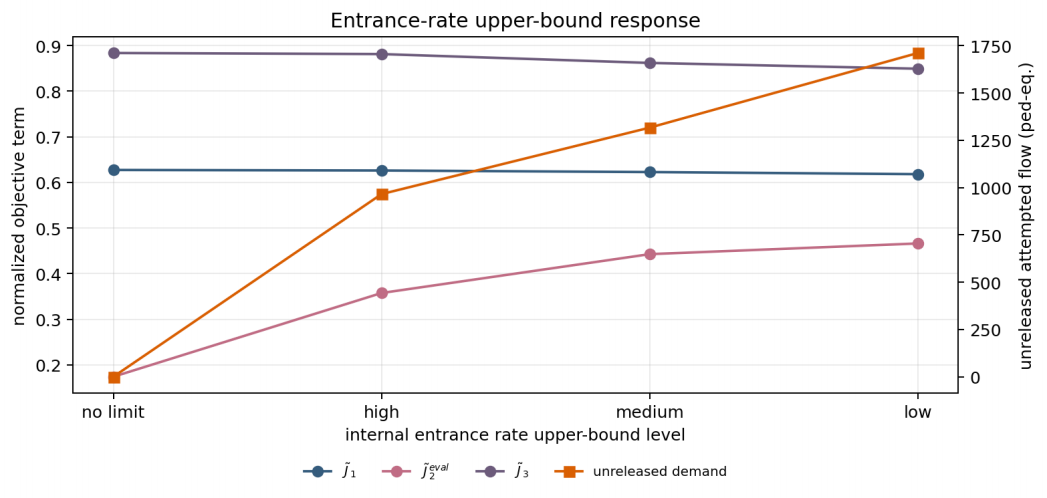 Entrance-rate upper-bound response
normalized objective term
0.9
0.8
0.7
0.6
0.5
0.4
0.3
0.2
1750
1500
1250
1000
750
500
250
0
unreleased attempted flow (ped-eq.)
no limit high medium low
internal entrance rate upper-bound level
J̃₁ J̃₂ᵉᵛᵃˡ J̃₃ unreleased demand